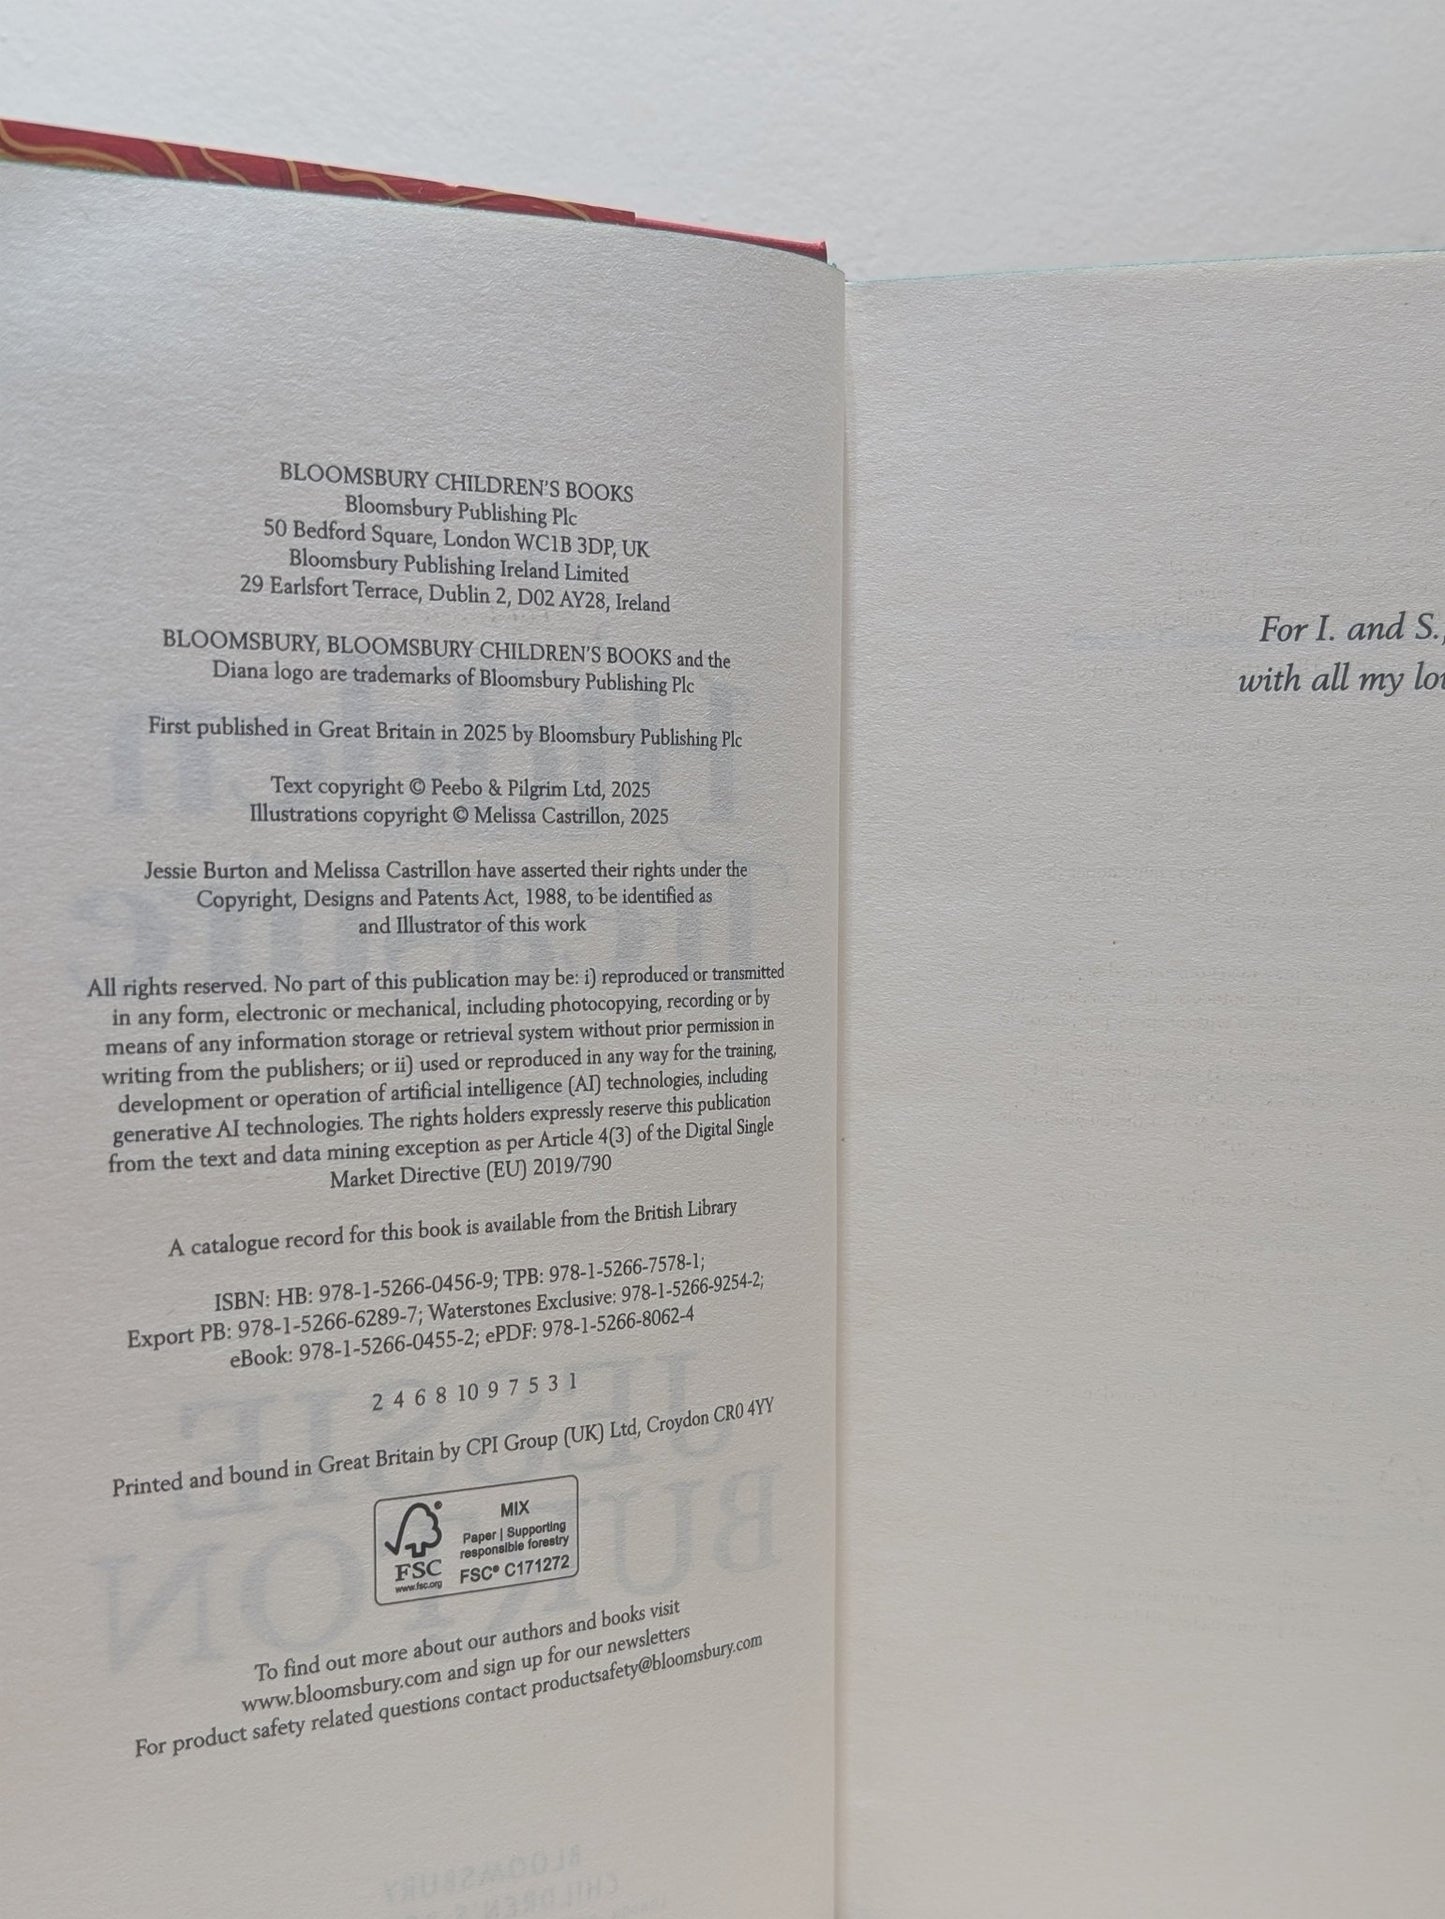 BLOOMSBURY CHILDREN'S BOOKS
Bloomsbury Publishing Plc
50 Bedford Square, London WC1B 3DP, UK
Bloomsbury Publishing Ireland Limited
29 Earlsfort Terrace, Dublin 2, D02 AY28, Ireland
BLOOMSBURY, BLOOMSBURY CHILDREN'S BOOKS and the
Diana logo are trademarks of Bloomsbury Publishing Plc
First published in Great Britain in 2025 by Bloomsbury Publishing Plc
Text copyright © Peebo & Pilgrim Ltd, 2025
Illustrations copyright © Melissa Castrillon, 2025
Jessie Burton and Melissa Castrillon have asserted their rights under the
Copyright, Designs and Patents Act, 1988, to be identified as
and Illustrator of this work
All rights reserved. No part of this publication may be: i) reproduced or transmitted
in any form, electronic or mechanical, including photocopying, recording or by
means of any information storage or retrieval system without prior permission in
writing from the publishers; or ii) used or reproduced in any way for the training,
development or operation of artificial intelligence (AI) technologies, including
generative AI technologies. The rights holders expressly reserve this publication
from the text and data mining exception as per Article 4(3) of the Digital Single
Market Directive (EU) 2019/790
A catalogue record for this book is available from the British Library
ISBN: HB: 978-1-5266-0456-9; TPB: 978-1-5266-7578-1;
Export PB: 978-1-5266-6289-7; Waterstones Exclusive: 978-1-5266-9254-2;
eBook: 978-1-5266-0455-2; ePDF: 978-1-5266-8062-4
2 4 6 8 10 9 7 5 3 1
Printed and bound in Great Britain by CPI Group (UK) Ltd, Croydon CR0 4YY
FSC
www.fsc.org
MIX
Paper | Supporting
responsible forestry
FSC® C171272
To find out more about our authors and books visit
www.bloomsbury.com and sign up for our newsletters
For product safety related questions contact productsafety@bloomsbury.com
For I. and S.,
with all my